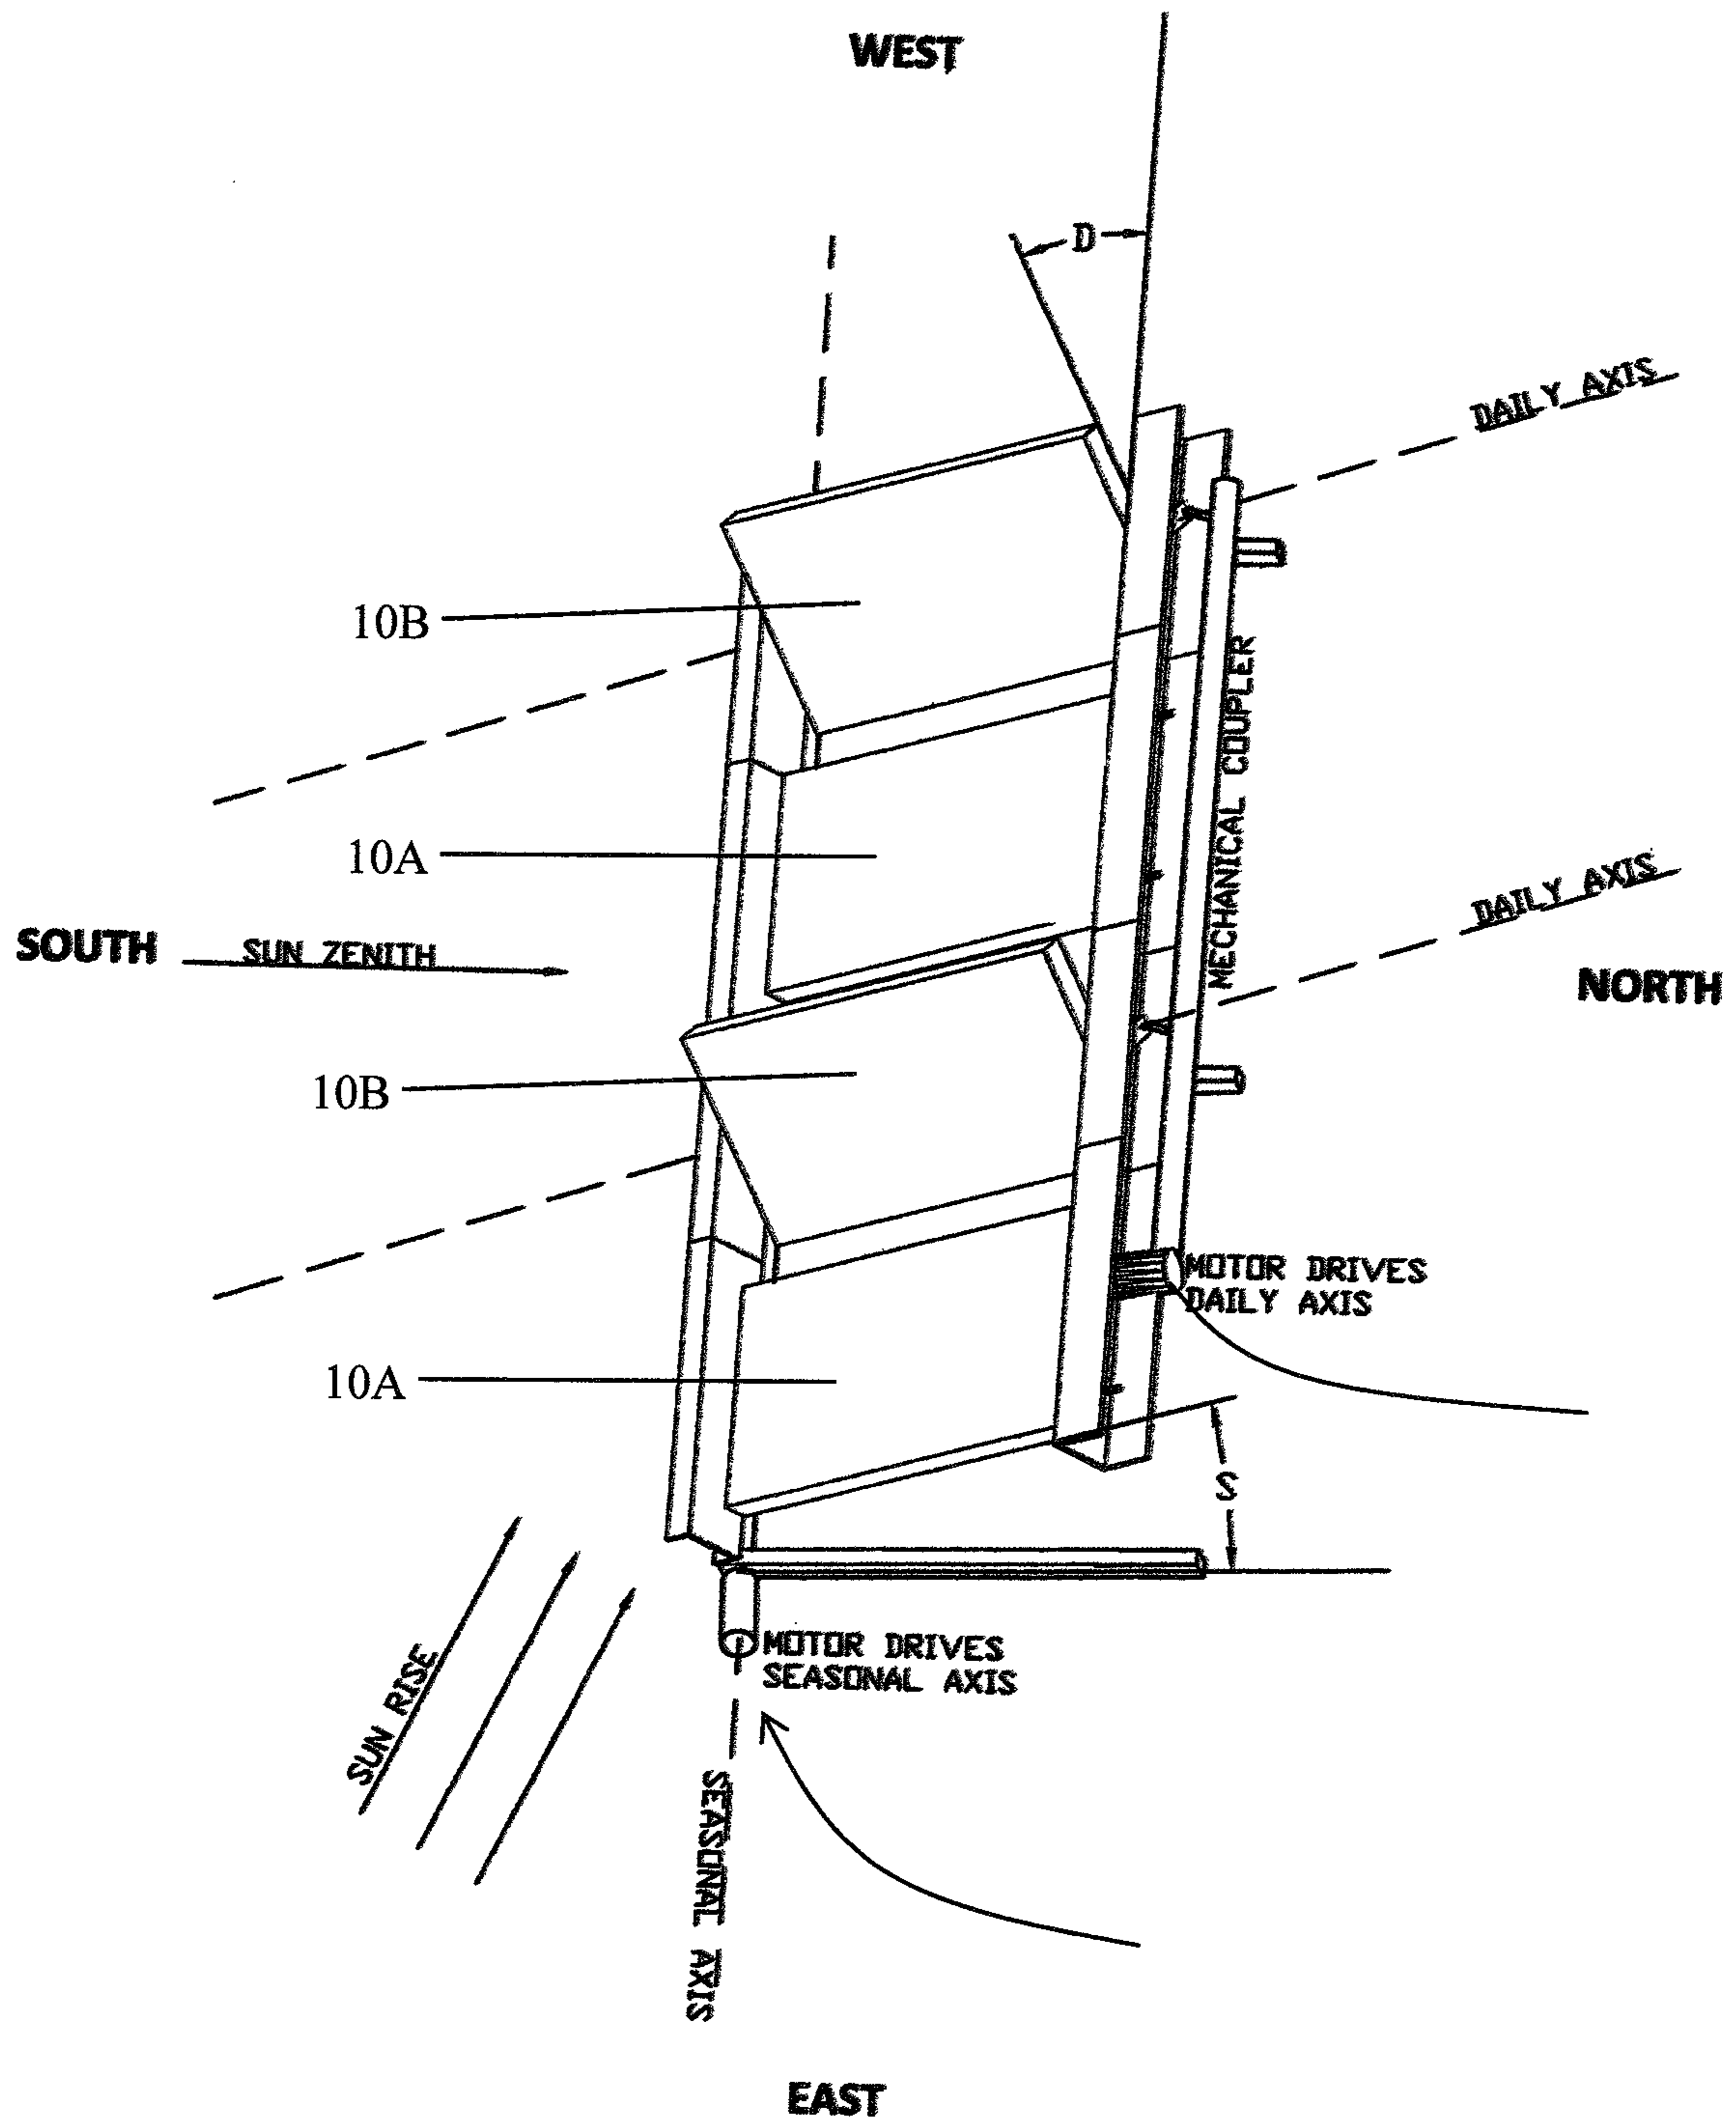 WEST
D
DAILY AXIS
10B
MECHANICAL COUPLER
10A
DAILY AXIS
SOUTH
SUN ZENITH
NORTH
10B
MOTOR DRIVES
DAILY AXIS
10A
S
MOTOR DRIVES
SEASONAL AXIS
SUN RISE
SEASONAL AXIS
EAST